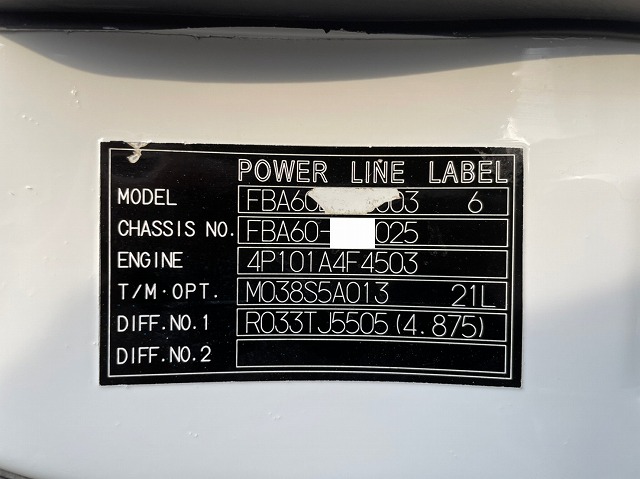 POWER LINE LABEL
MODEL FBA60 003 6
CHASSIS NO. FBA60- 025
ENGINE 4P101A4F4503
T/M·OPT. M038S5A013 21L
DIFF.NO.1 R033TJ5505(4.875)
DIFF.NO.2